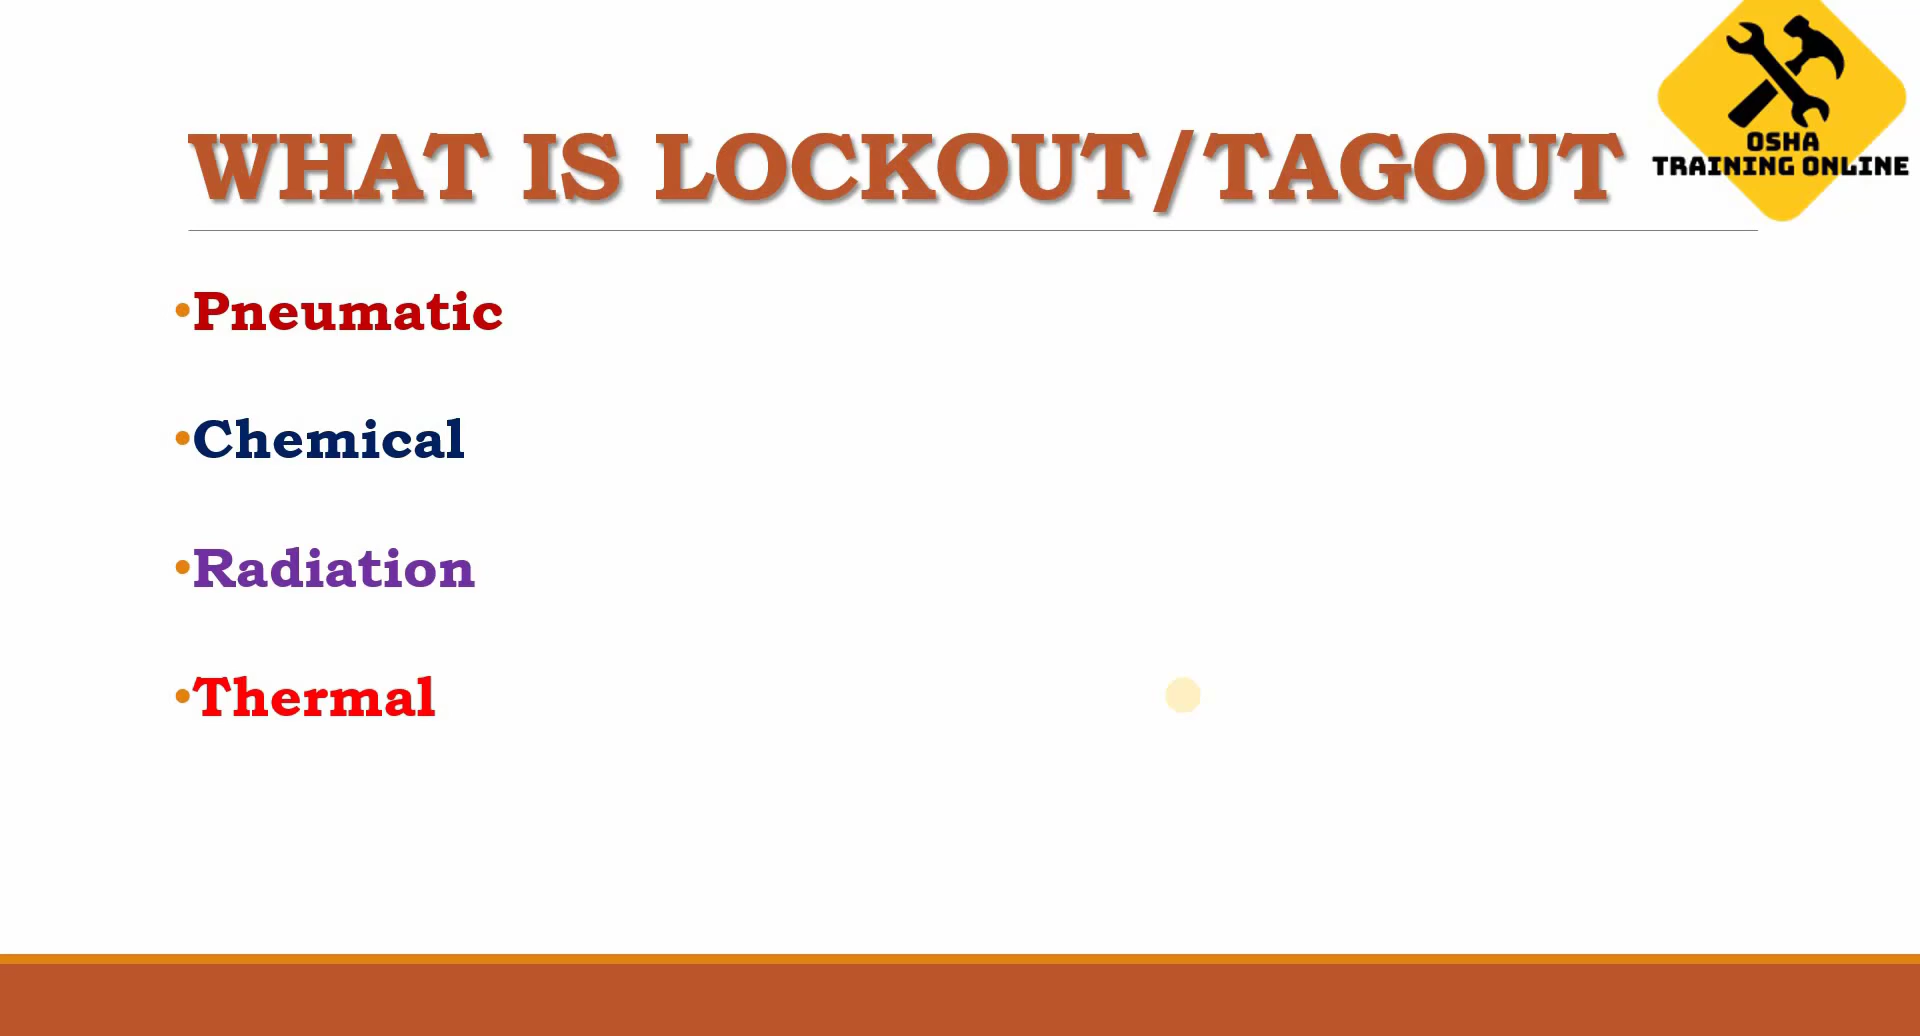 WHAT IS LOCKOUT/TAGOUT
OSHA
TRAINING ONLINE
•Pneumatic
•Chemical
•Radiation
•Thermal